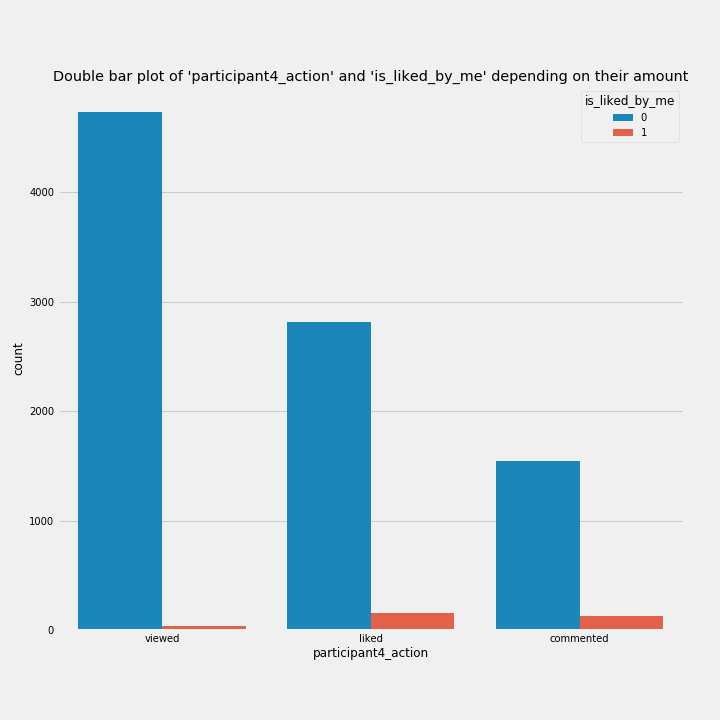 Double bar plot of 'participant4_action' and 'is_liked_by_me' depending on their amount
is_liked_by_me
0
1
4000
3000
2000
1000
0
count
viewed
liked
commented
participant4_action